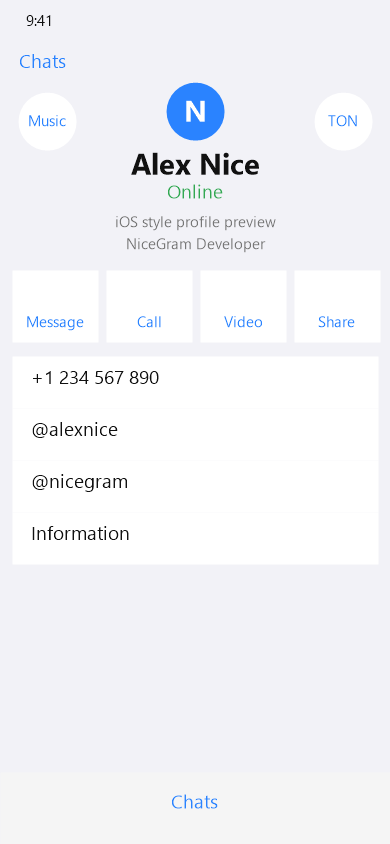 9:41
Chats
Music
N
TON
Alex Nice
Online
iOS style profile preview
NiceGram Developer
Message
Call
Video
Share
+1 234 567 890
@alexnice
@nicegram
Information
Chats